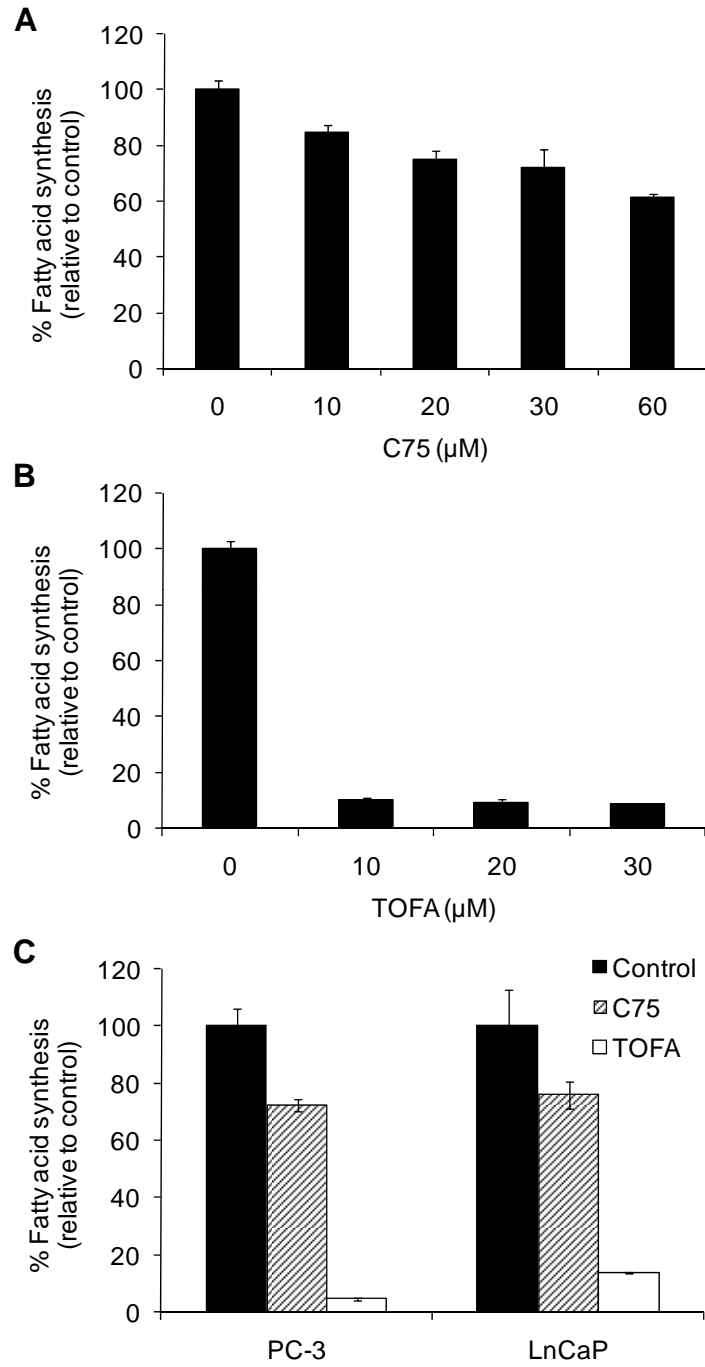 A
% Fatty acid synthesis
(relative to control)
120
100
80
60
40
20
0
0 10 20 30 60
C75 (µM)
B
% Fatty acid synthesis
(relative to control)
120
100
80
60
40
20
0
0 10 20 30
TOFA (µM)
C
% Fatty acid synthesis
(relative to control)
120
100
80
60
40
20
0
Control
C75
TOFA
PC-3 LnCaP